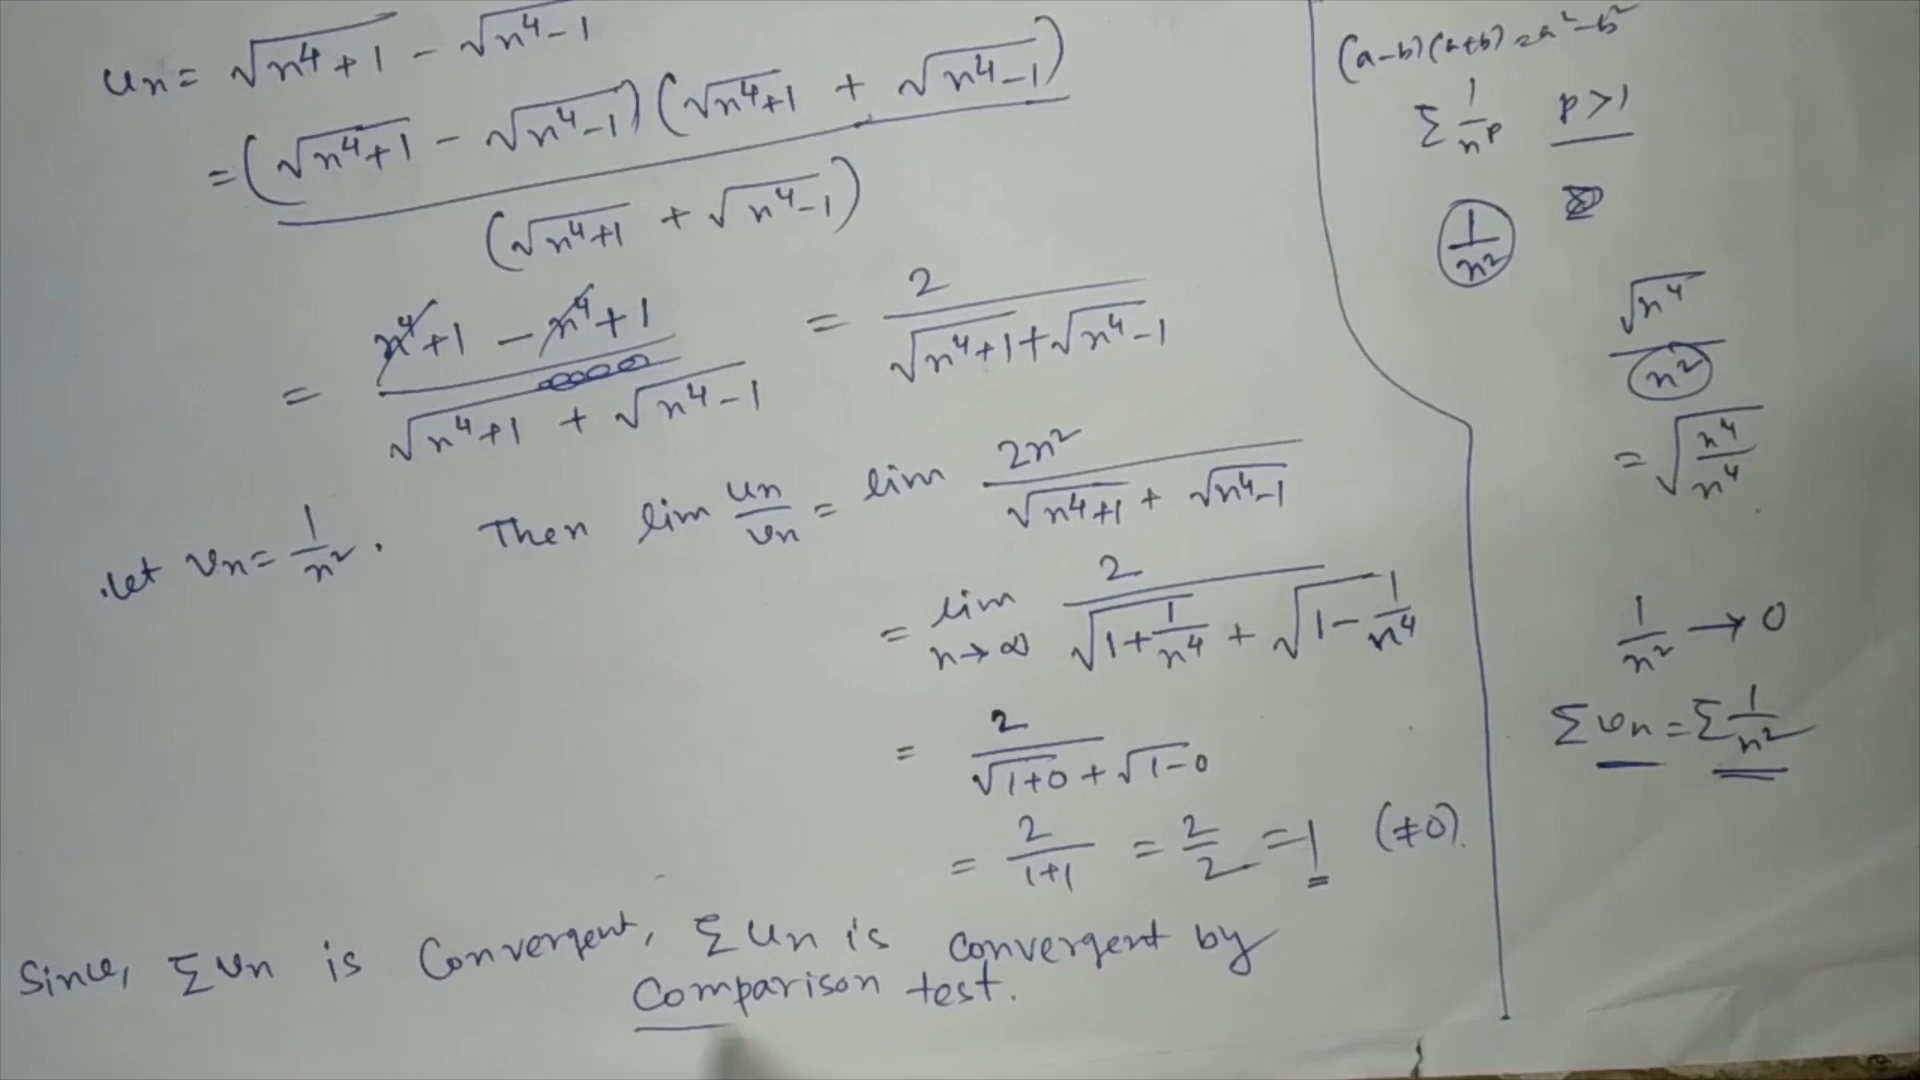 un = √n⁴+1 - √n⁴-1
= (√n⁴+1 - √n⁴-1) (√n⁴+1 + √n⁴-1)
(√n⁴+1 + √n⁴-1)
= n⁴+1 - n⁴+1 = 2
√n⁴+1 + √n⁴-1 √n⁴+1 + √n⁴-1
Let vn = 1/n². Then lim un/vn = lim 2n² / √n⁴+1 + √n⁴-1
= lim n→∞ 2 / √1+1/n⁴ + √1-1/n⁴
= 2 / √1+0 + √1-0
= 2/1+1 = 2/2 = 1 (≠0).
Since, Σvn is Convergent, Σun is convergent by
Comparison test.
(a-b)(a+b) = a²-b²
Σ 1/nᵖ p>1
1/n²
√n⁴
n²
= √n⁴/n⁴
1/n² → 0
Σvn = Σ 1/n²